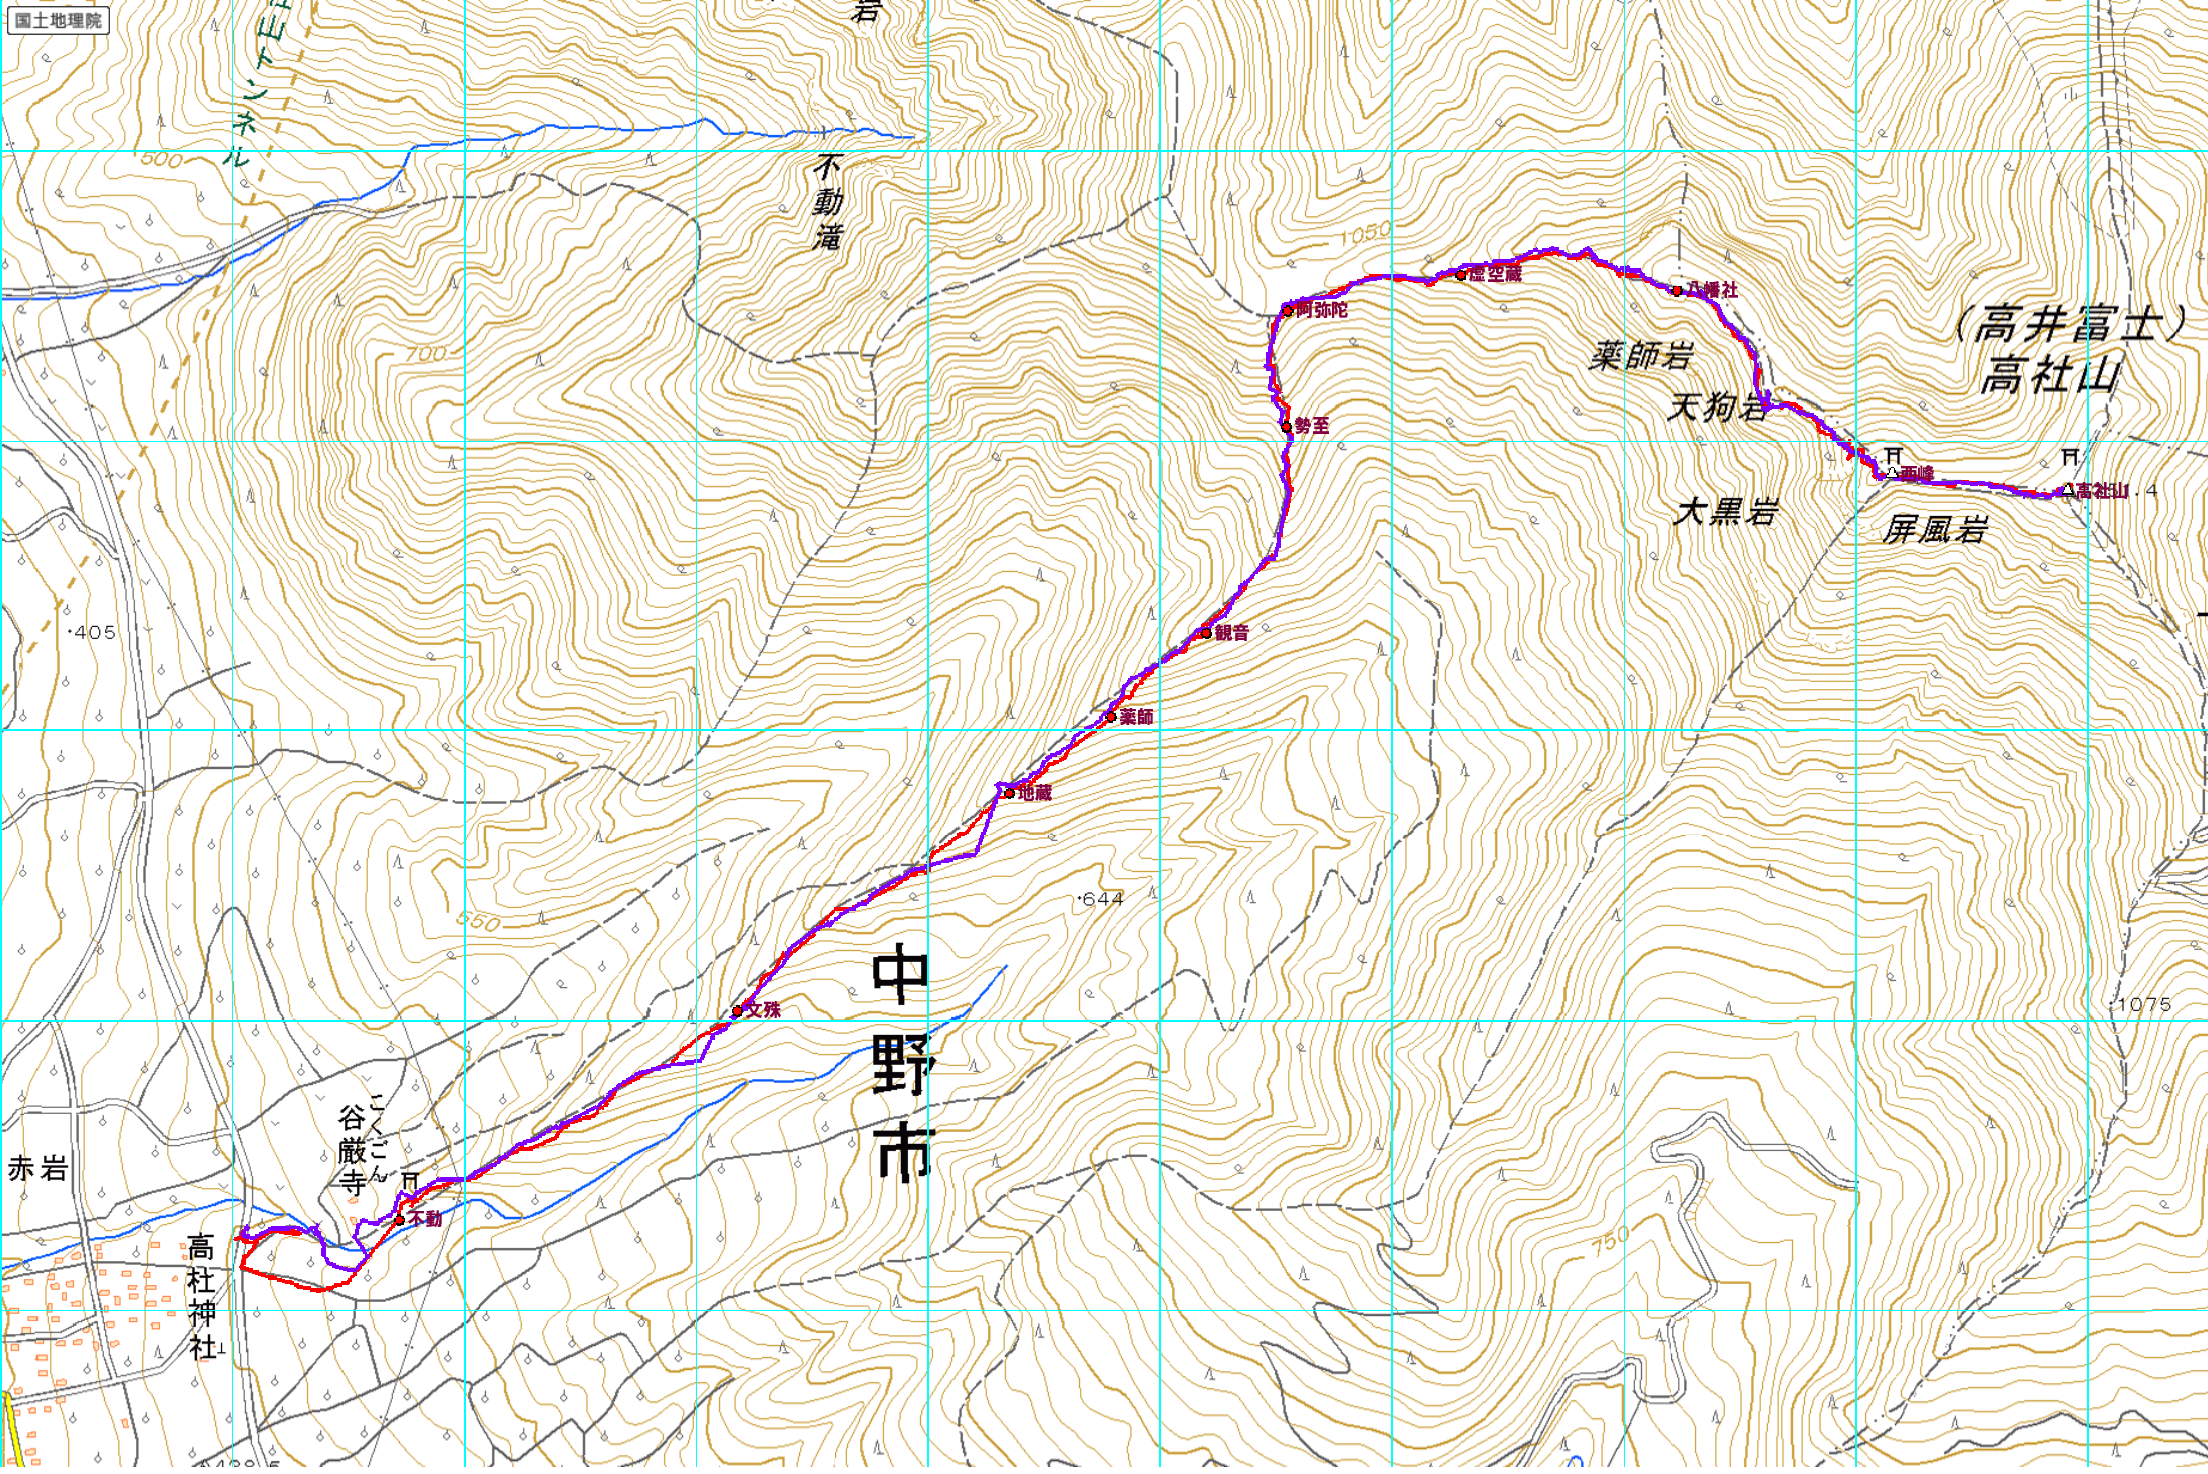 国土地理院
岩
ンネル
500
不動滝
1050
虚空蔵
八幡社
阿弥陀
(高井富士)
高社山
薬師岩
700
天狗岩
勢至
西峰
高社山
.4
大黒岩
屏風岩
405
観音
薬師
地蔵
644
550
中野市
文殊
1075
こくごん
谷厳寺
赤岩
不動
高杜神社
750